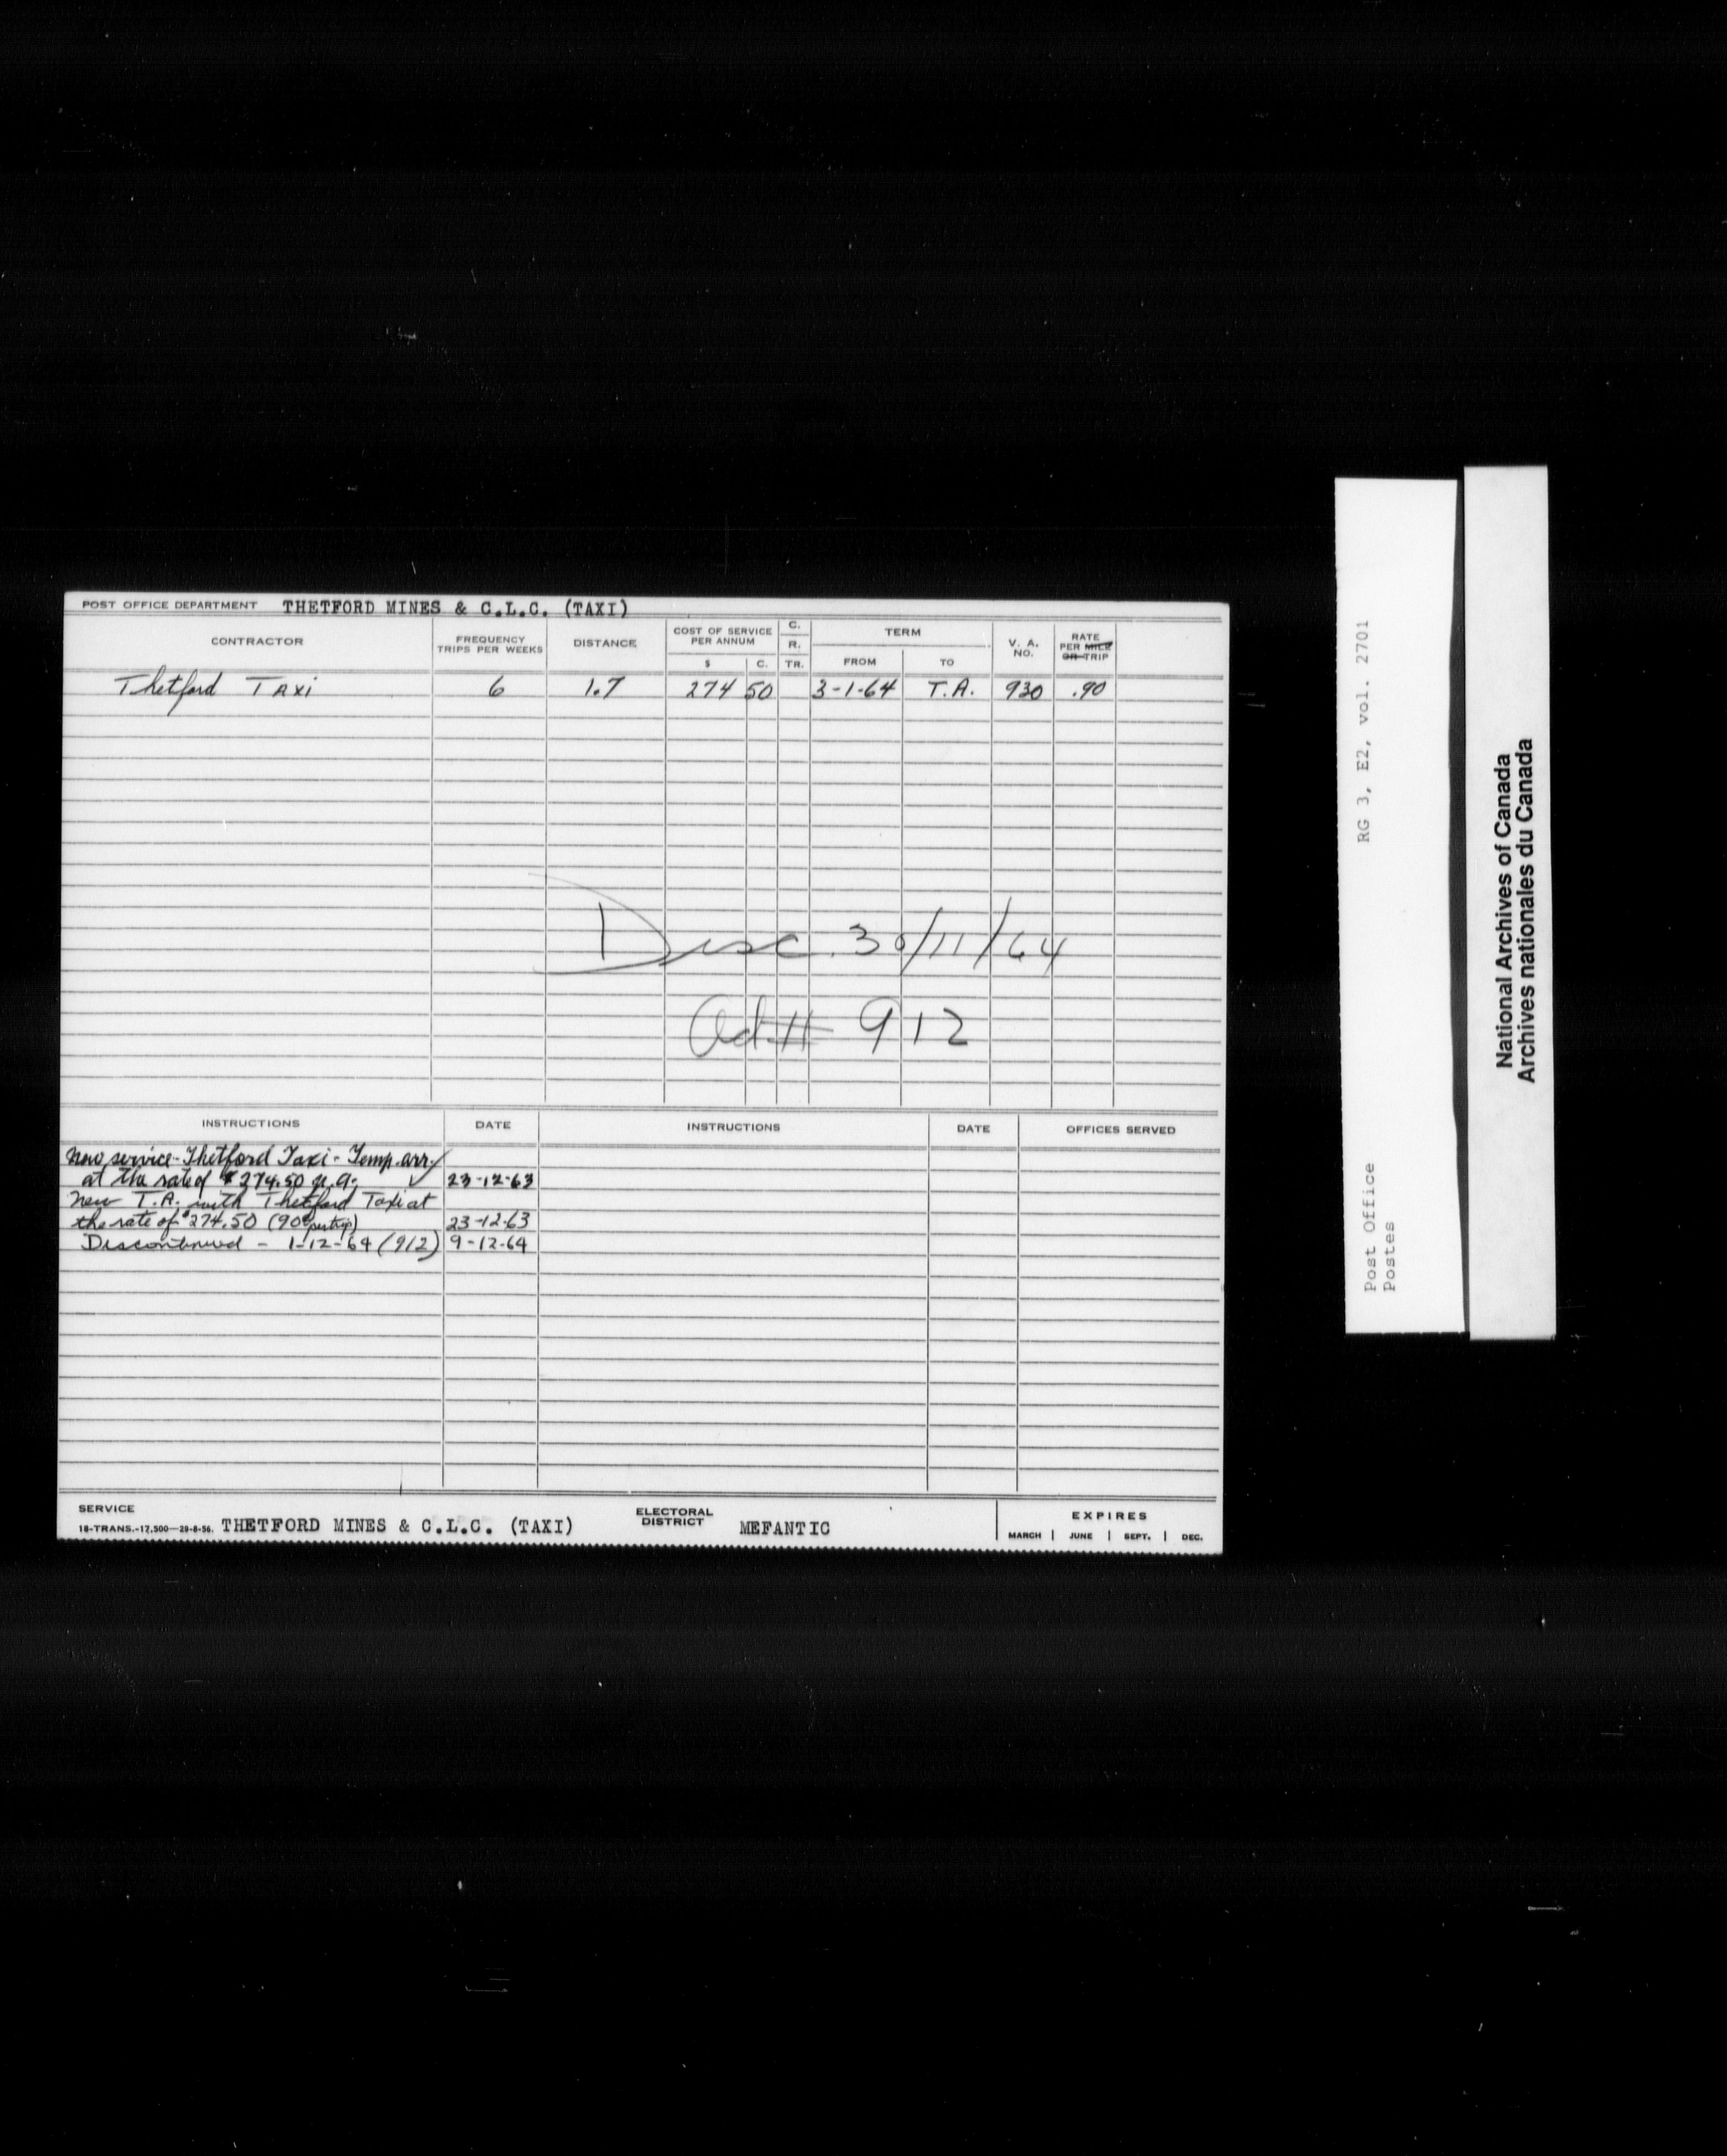 POST OFFICE DEPARTMENT THETFORD MINES & C.L.C. (TAXI)
CONTRACTOR FREQUENCY TRIPS PER WEEKS DISTANCE COST OF SERVICE PER ANNUM $ C. C. R. TR. TERM FROM TO V. A. NO. RATE PER MILE OR TRIP
Thetford Taxi 6 1.7 274 50 3-1-64 T.A. 930 .90
Disc. 30/11/64
Ad # 912
INSTRUCTIONS DATE INSTRUCTIONS DATE OFFICES SERVED
New service - Thetford Taxi - Temp. arr.
at the rate of $274.50 p.a. 23-12-63
New T.A. with Thetford Taxi at
the rate of $274.50 (90¢ per trip) 23-12-63
Discontinued - 1-12-64 (912) 9-12-64
SERVICE
18-TRANS.-17,500—29-8-56. THETFORD MINES & C.L.C. (TAXI)
ELECTORAL DISTRICT MEFANTIC
EXPIRES
MARCH | JUNE | SEPT. | DEC.
RG 3, E2, vol. 2701
Post Office
Postes
National Archives of Canada
Archives nationales du Canada